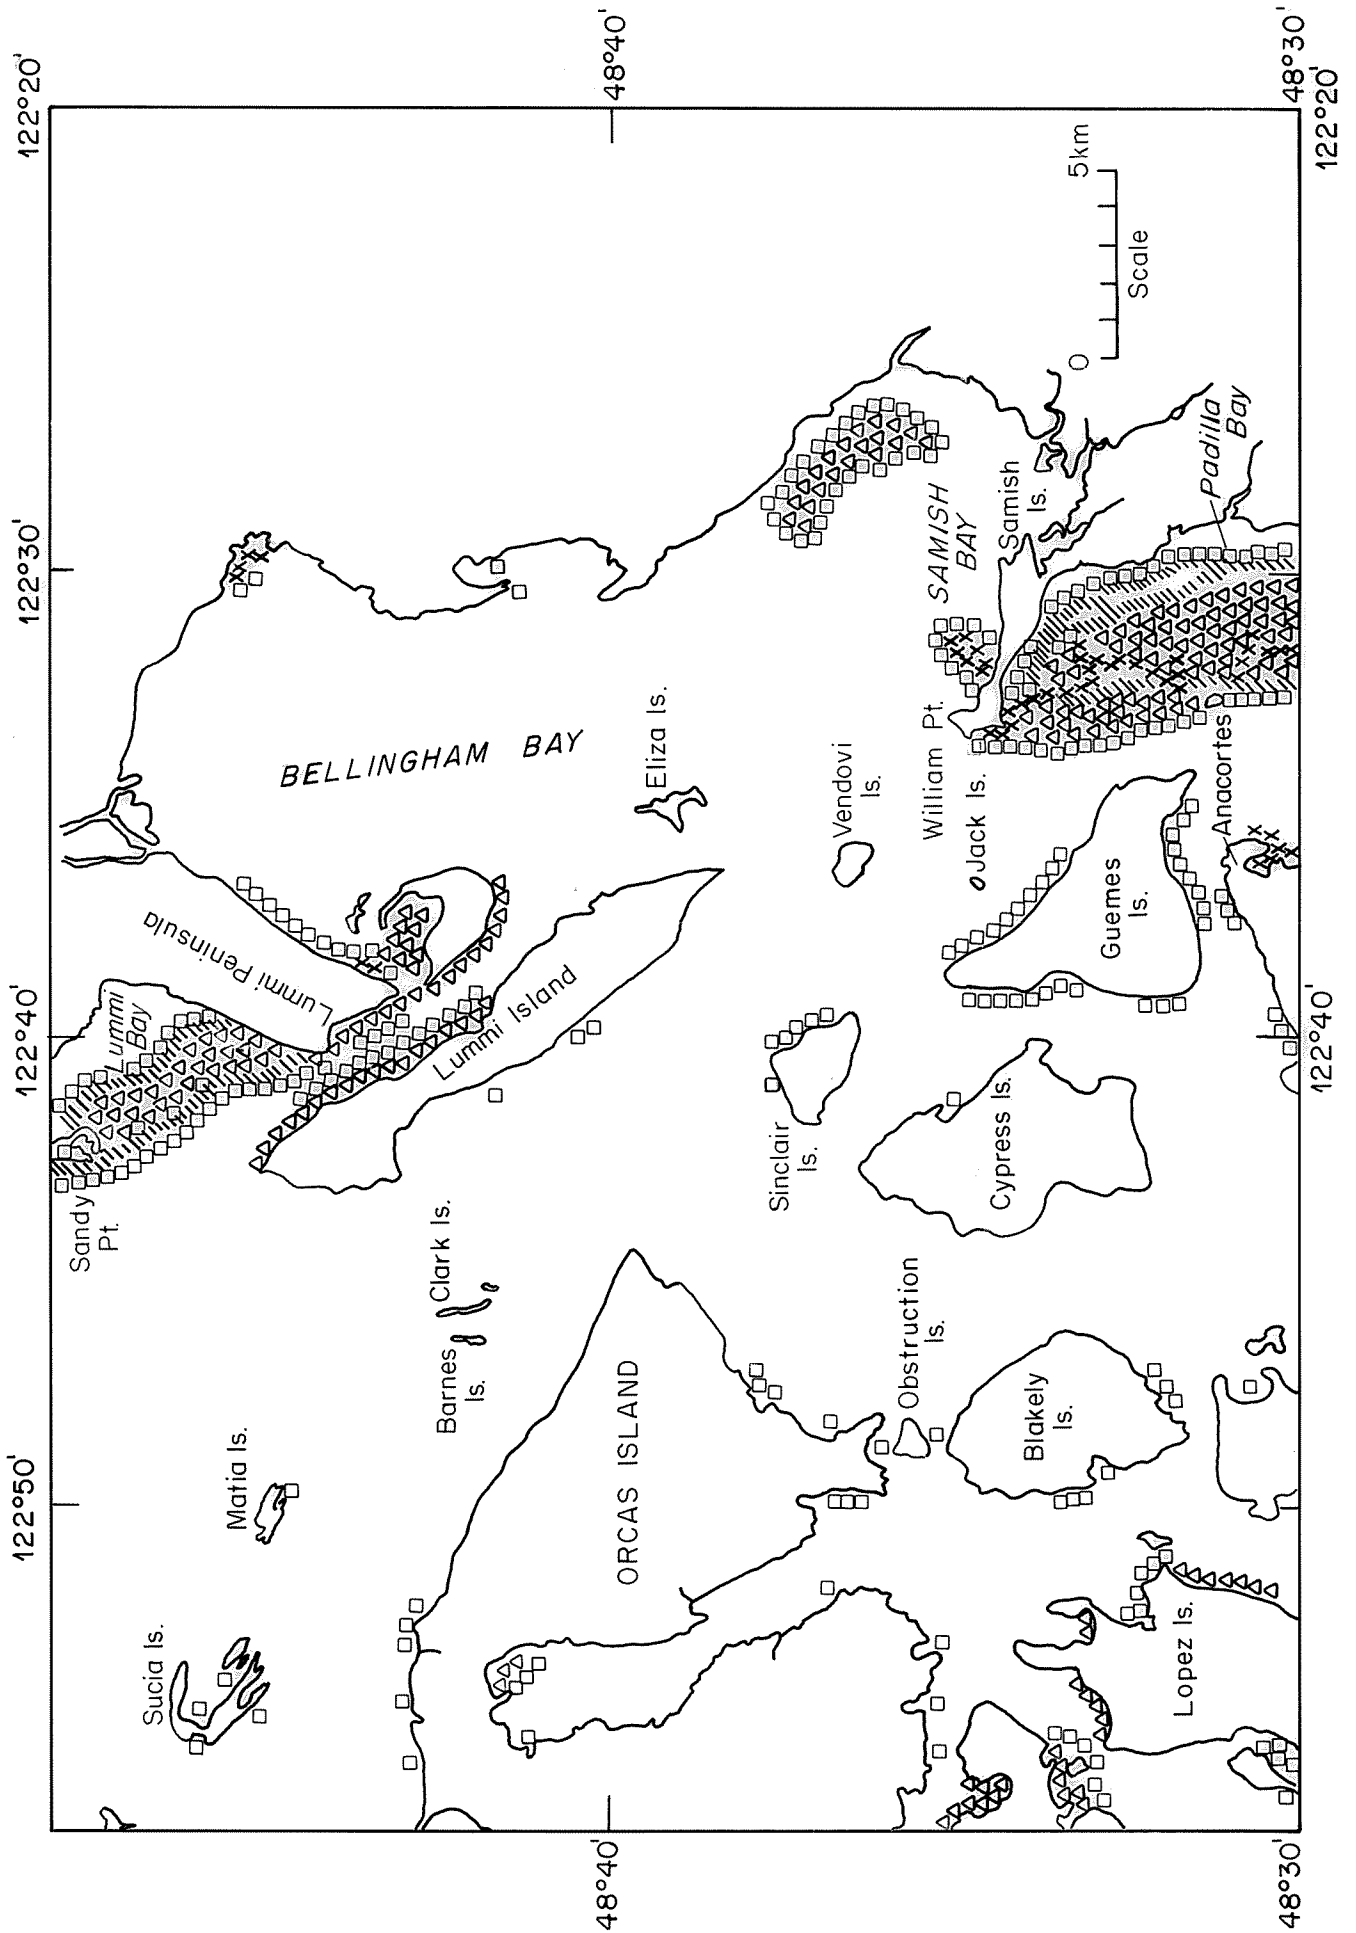 122°50'
122°40'
122°30'
122°20'
Sandy
Pt.
Lummi
Bay
Lummi Peninsula
Sucia Is.
Matia Is.
BELLINGHAM BAY
Barnes
Is.
Clark Is.
Lummi Island
48°40'
48°40'
ORCAS ISLAND
Eliza Is.
Sinclair
Is.
Vendovi
Is.
Obstruction
Is.
SAMISH
BAY
William Pt.
Jack Is.
Samish
Is.
Cypress Is.
Blakely
Is.
Guemes
Is.
0
5km
Scale
Lopez Is.
Anacortes
Padilla
Bay
48°30'
48°30'
122°40'
122°20'